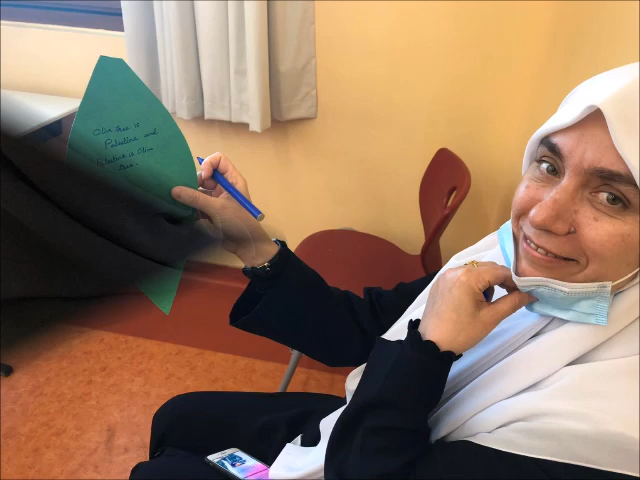 Olive tree is
Palestine and
Palestine is Olive
tree.